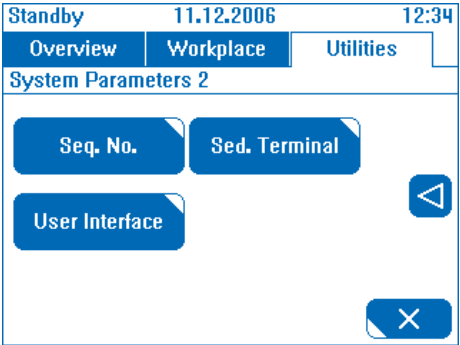 Standby 11.12.2006 12:34
Overview Workplace Utilities
System Parameters 2
Seq. No. Sed. Terminal
User Interface